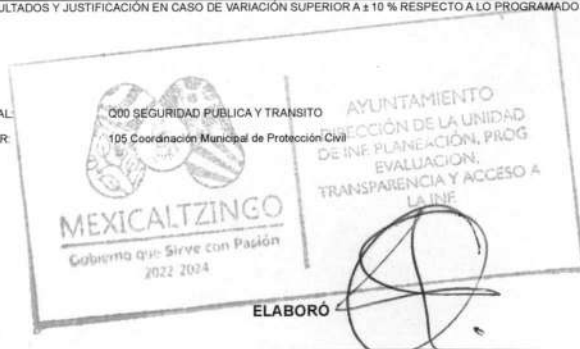 ULTADOS Y JUSTIFICACIÓN EN CASO DE VARIACIÓN SUPERIOR A ± 10 % RESPECTO A LO PROGRAMADO
AL: Q00 SEGURIDAD PUBLICA Y TRANSITO
R: 105 Coordinación Municipal de Protección Civil
MEXICALTZINGO
Gobierno que Sirve con Pasión
2022-2024
AYUNTAMIENTO
DIRECCIÓN DE LA UNIDAD
DE INF. PLANEACIÓN, PROG
EVALUACION,
TRANSPARENCIA Y ACCESO A
LA INF.
ELABORÓ